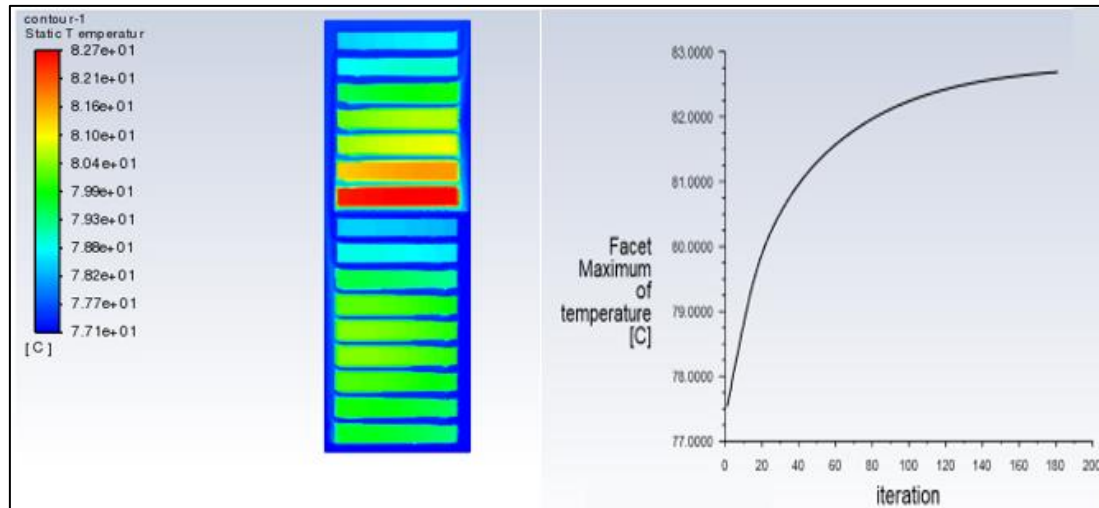 contour-1
Static T emperatur
8.27e+01
8.21e+01
8.16e+01
8.10e+01
8.04e+01
7.99e+01
7.93e+01
7.88e+01
7.82e+01
7.77e+01
7.71e+01
[C]
83.0000
82.0000
81.0000
80.0000
79.0000
78.0000
77.0000
Facet
Maximum
of
temperature
[C]
0 20 40 60 80 100 120 140 160 180 200
iteration